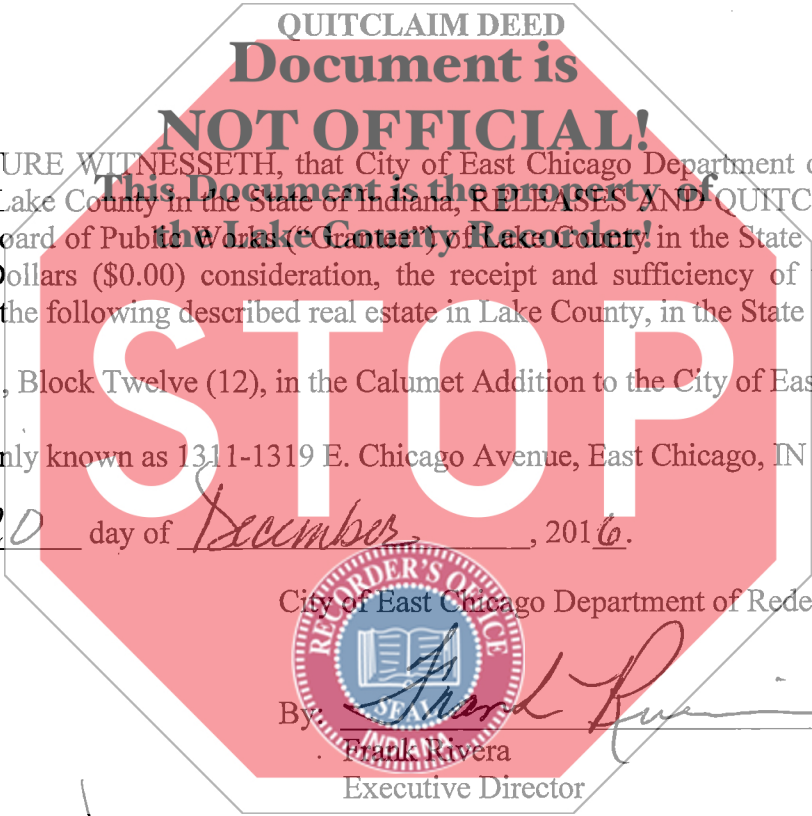 QUITCLAIM DEED
Document is
NOT OFFICIAL!
URE WITNESSETH, that City of East Chicago Department
This Document is the property of
Lake County in the State of Indiana, RELEASES AND QUITC
the Lake County Recorder!
oard of Public Works ("Grantee") of Lake County in the State
Dollars ($0.00) consideration, the receipt and sufficiency of
the following described real estate in Lake County, in the State
STOP
, Block Twelve (12), in the Calumet Addition to the City of Eas
nly known as 1311-1319 E. Chicago Avenue, East Chicago, IN
20 day of December, 2016.
RECORDER'S OFFICE
City of East Chicago Department of Rede
SEAL
INDIANA
By: Frank Rivera
Frank Rivera
Executive Director